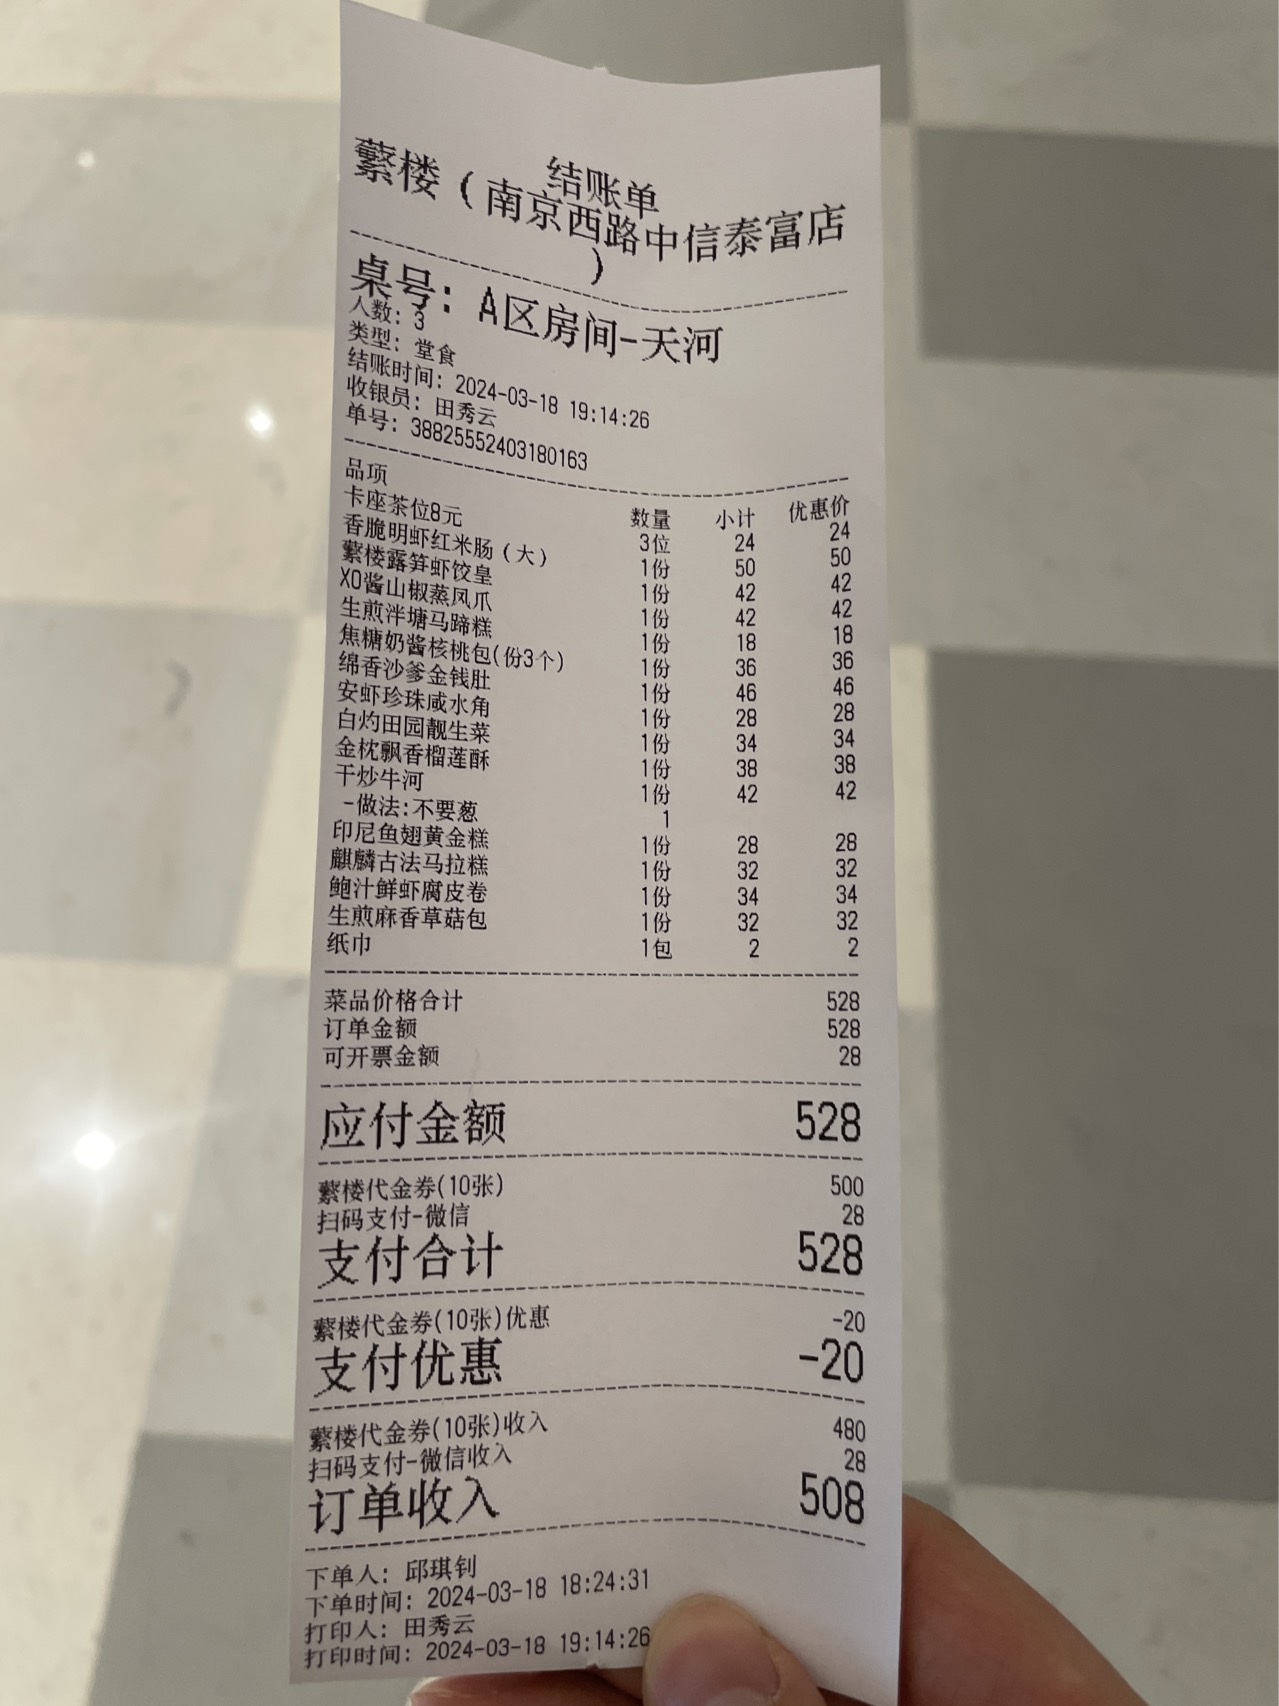 结账单
蘩楼（南京西路中信泰富店
）
桌号：A区房间-天河
人数：3
类型：堂食
结账时间：2024-03-18 19:14:26
收银员：田秀云
单号：38825552403180163
品项 数量 小计 优惠价
卡座茶位8元 3位 24 24
香脆明虾红米肠（大） 1份 50 50
蘩楼露笋虾饺皇 1份 42 42
XO酱山椒蒸凤爪 1份 42 42
生煎泮塘马蹄糕 1份 18 18
焦糖奶酱核桃包(份3个) 1份 36 36
绵香沙爹金钱肚 1份 46 46
安虾珍珠咸水角 1份 28 28
白灼田园靓生菜 1份 34 34
金枕飘香榴莲酥 1份 38 38
干炒牛河 1份 42 42
-做法:不要葱 1
印尼鱼翅黄金糕 1份 28 28
麒麟古法马拉糕 1份 32 32
鲍汁鲜虾腐皮卷 1份 34 34
生煎麻香草菇包 1份 32 32
纸巾 1包 2 2
菜品价格合计 528
订单金额 528
可开票金额 28
应付金额 528
蘩楼代金券(10张) 500
扫码支付-微信 28
支付合计 528
蘩楼代金券(10张)优惠 -20
支付优惠 -20
蘩楼代金券(10张)收入 480
扫码支付-微信收入 28
订单收入 508
下单人：邱琪钊
下单时间：2024-03-18 18:24:31
打印人：田秀云
打印时间：2024-03-18 19:14:26